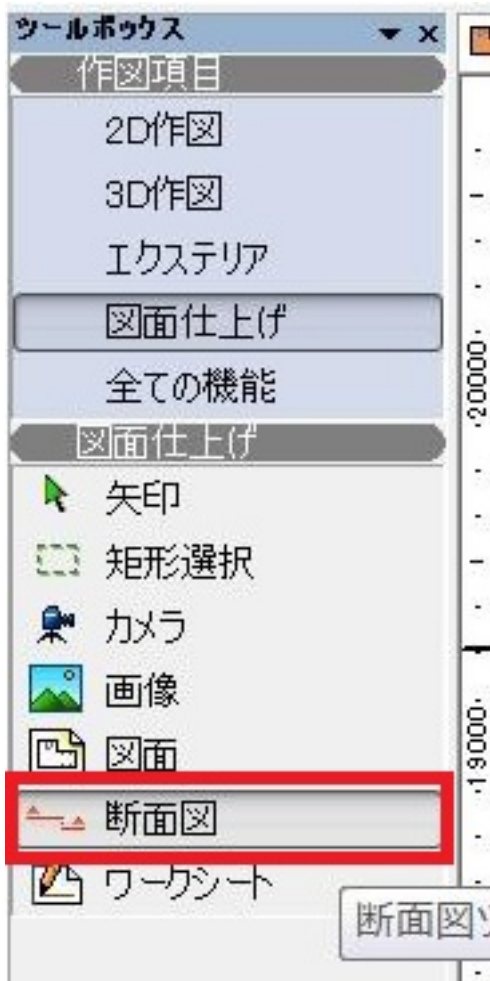 ツールボックス
作図項目
2D作図
3D作図
エクステリア
図面仕上げ
全ての機能
図面仕上げ
矢印
矩形選択
カメラ
画像
図面
断面図
ワークシート
断面図ツ
-20000-
-19000-